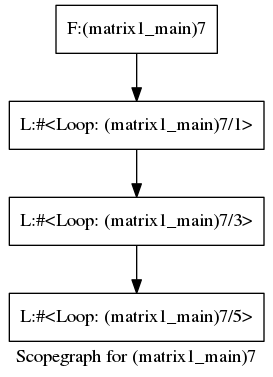 F:(matrix1_main)7
L:#<Loop: (matrix1_main)7/1>
L:#<Loop: (matrix1_main)7/3>
L:#<Loop: (matrix1_main)7/5>
Scopegraph for (matrix1_main)7